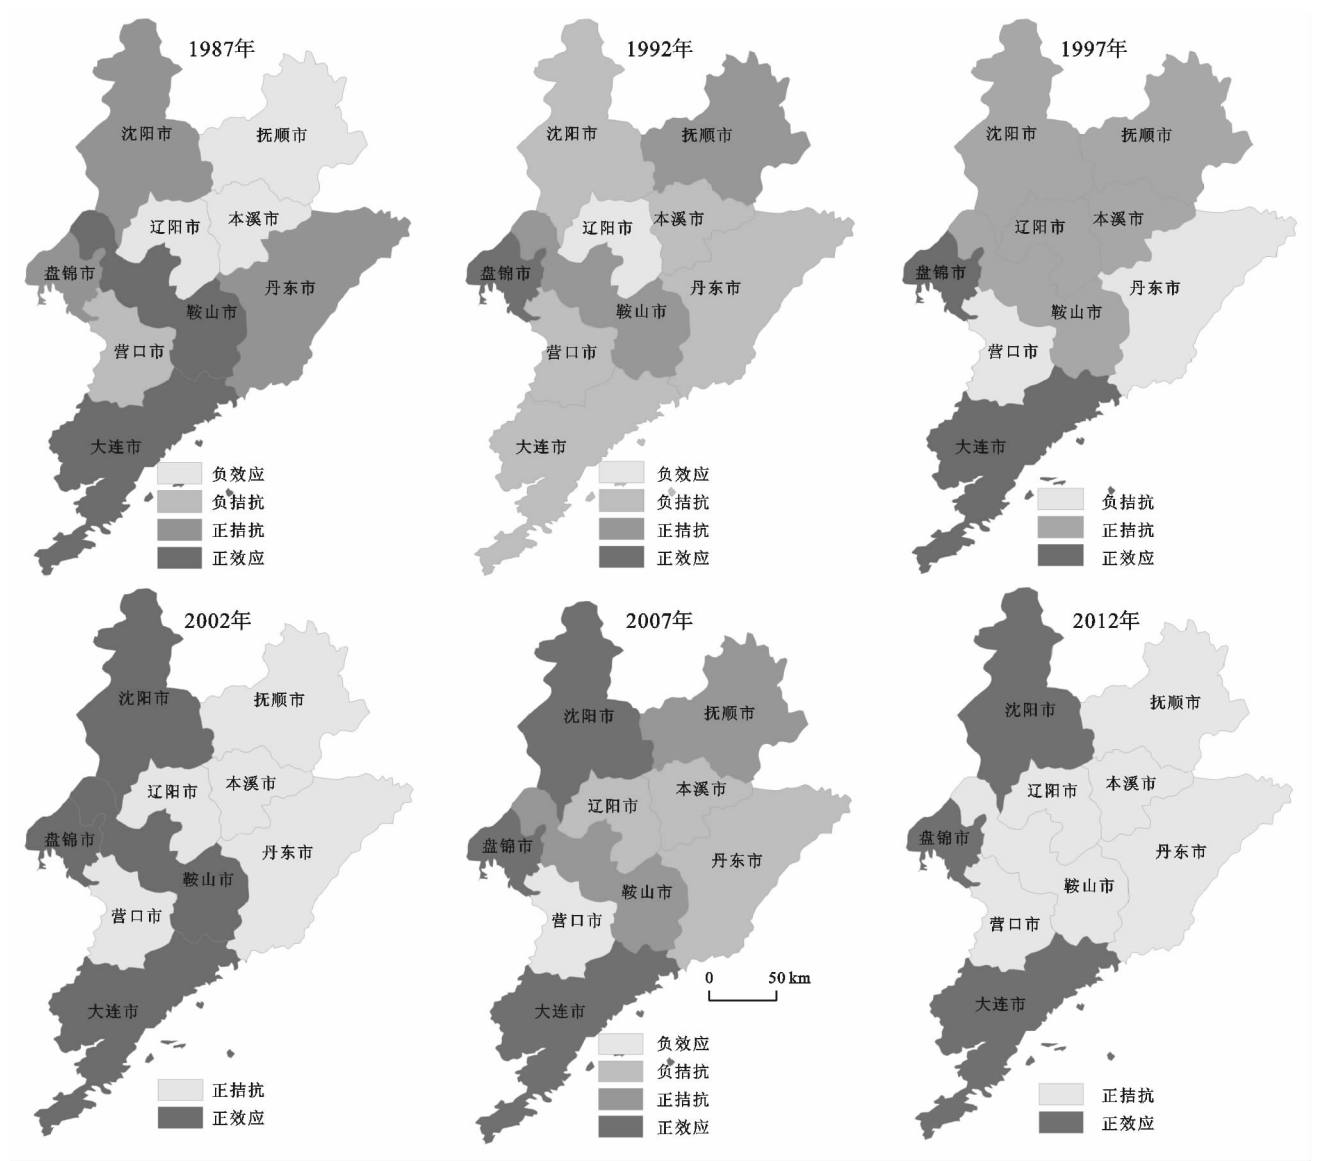 1987年
沈阳市
抚顺市
辽阳市
本溪市
盘锦市
丹东市
鞍山市
营口市
大连市
负效应
负拮抗
正拮抗
正效应
1992年
沈阳市
抚顺市
辽阳市
本溪市
盘锦市
丹东市
鞍山市
营口市
大连市
负效应
负拮抗
正拮抗
正效应
1997年
沈阳市
抚顺市
辽阳市
本溪市
盘锦市
丹东市
鞍山市
营口市
大连市
负拮抗
正拮抗
正效应
2002年
沈阳市
抚顺市
辽阳市
本溪市
盘锦市
丹东市
鞍山市
营口市
大连市
正拮抗
正效应
2007年
沈阳市
抚顺市
辽阳市
本溪市
盘锦市
丹东市
鞍山市
营口市
0 50 km
大连市
负效应
负拮抗
正拮抗
正效应
2012年
沈阳市
抚顺市
辽阳市
本溪市
盘锦市
丹东市
鞍山市
营口市
大连市
正拮抗
正效应